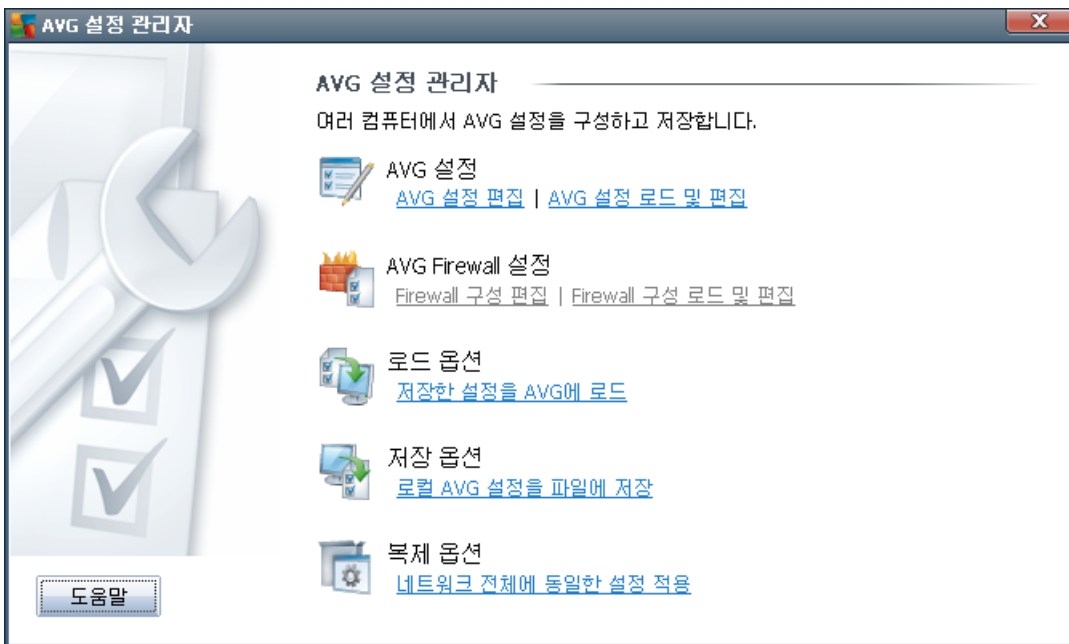 AVG 설정 관리자
AVG 설정 관리자
여러 컴퓨터에서 AVG 설정을 구성하고 저장합니다.
AVG 설정
AVG 설정 편집 | AVG 설정 로드 및 편집
AVG Firewall 설정
Firewall 구성 편집 | Firewall 구성 로드 및 편집
로드 옵션
저장한 설정을 AVG에 로드
저장 옵션
로컬 AVG 설정을 파일에 저장
복제 옵션
네트워크 전체에 동일한 설정 적용
도움말